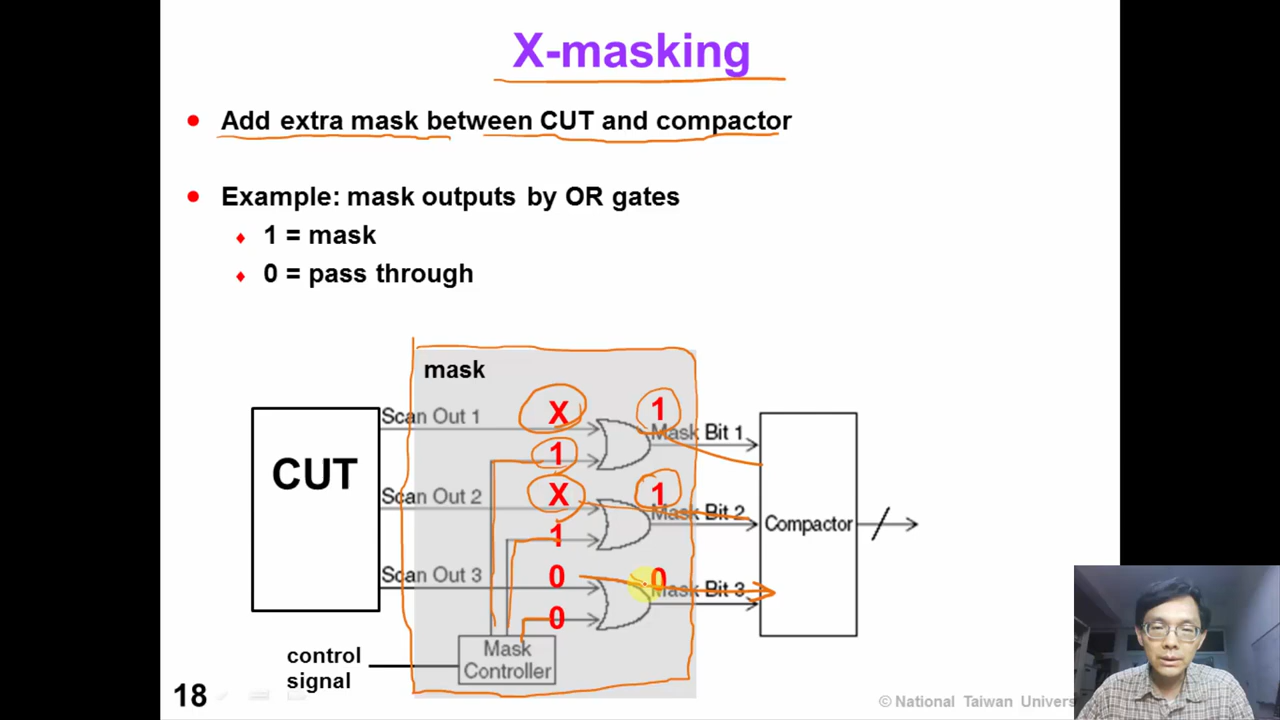 X-masking
• Add extra mask between CUT and compactor
• Example: mask outputs by OR gates
♦ 1 = mask
♦ 0 = pass through
mask
Scan Out 1
X
1
Mask Bit 1
1
CUT
Scan Out 2
X
1
Mask Bit 2
1
Compactor
Scan Out 3
0
0
Mask Bit 3
0
Mask
Controller
control
signal
18
© National Taiwan